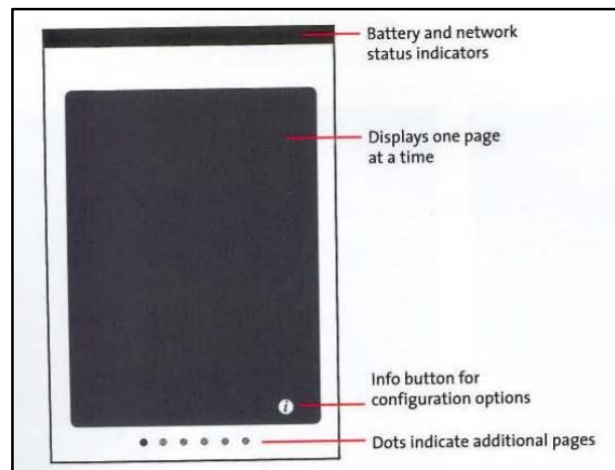 Battery and network
status indicators
Displays one page
at a time
i
Info button for
configuration options
Dots indicate additional pages